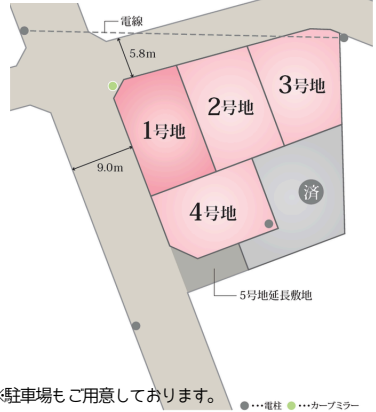 電線
5.8m
1号地
2号地
3号地
9.0m
4号地
済
5号地延長敷地
※駐車場もご用意しております。
●･･･電柱 ●･･･カーブミラー